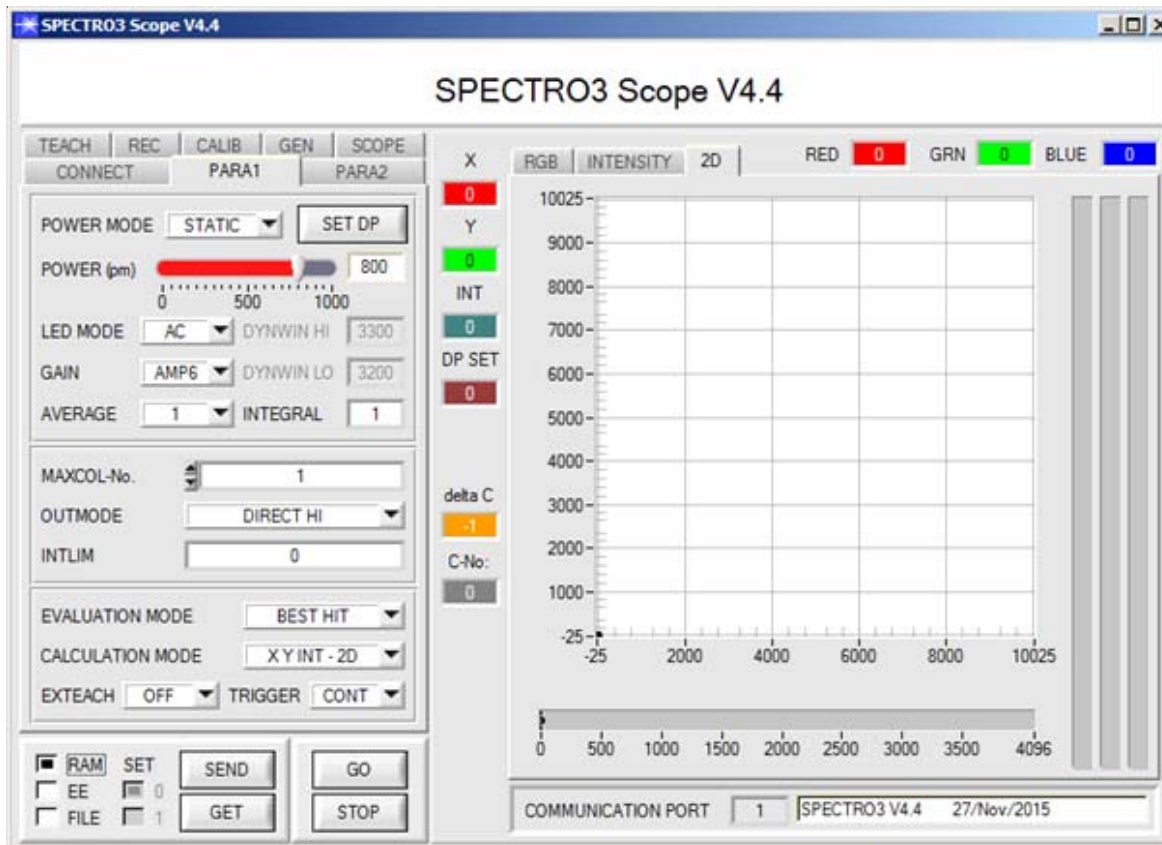 SPECTRO3 Scope V4.4
SPECTRO3 Scope V4.4
TEACH REC CALIB GEN SCOPE
CONNECT PARA1 PARA2
POWER MODE STATIC SET DP
POWER (pm) 800
0 500 1000
LED MODE AC DYNWIN HI 3300
GAIN AMP6 DYNWIN LO 3200
AVERAGE 1 INTEGRAL 1
MAXCOL-No. 1
OUTMODE DIRECT HI
INTLIM 0
EVALUATION MODE BEST HIT
CALCULATION MODE X Y INT - 2D
EXTEACH OFF TRIGGER CONT
RAM SET SEND GO
EE 0
FILE 1 GET STOP
X
0
Y
0
INT
0
DP SET
0
delta C
-1
C-No:
0
RGB INTENSITY 2D RED 0 GRN 0 BLUE 0
10025
9000
8000
7000
6000
5000
4000
3000
2000
1000
-25
-25 2000 4000 6000 8000 10025
0 500 1000 1500 2000 2500 3000 3500 4096
COMMUNICATION PORT 1 SPECTRO3 V4.4 27/Nov/2015